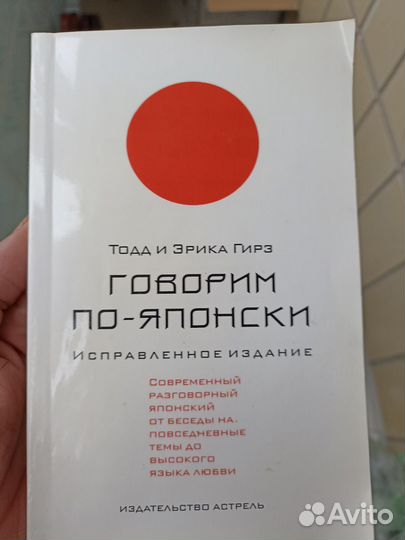 Тодд и Эрика Гирз
ГОВОРИМ
ПО-ЯПОНСКИ
Исправленное издание
Современный
разговорный
японский
от беседы на
повседневные
темы до
высокого
языка любви
издательство Астрель
Avito